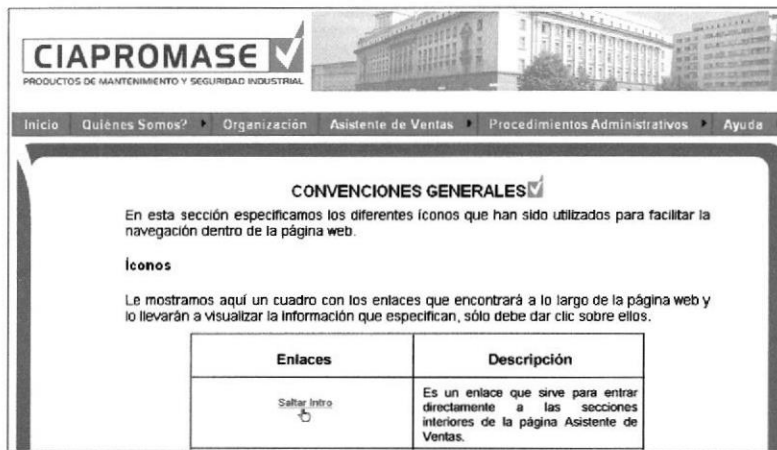 CIAPROMASE
PRODUCTOS DE MANTENIMIENTO Y SEGURIDAD INDUSTRIAL
Inicio Quiénes Somos? Organización Asistente de Ventas Procedimientos Administrativos Ayuda
CONVENCIONES GENERALES
En esta sección especificamos los diferentes íconos que han sido utilizados para facilitar la
navegación dentro de la página web.
Íconos
Le mostramos aquí un cuadro con los enlaces que encontrará a lo largo de la página web y
lo llevarán a visualizar la información que especifican, sólo debe dar clic sobre ellos.
Enlaces Descripción
Saltar Intro
Es un enlace que sirve para entrar
directamente a las secciones
interiores de la página Asistente de
Ventas.